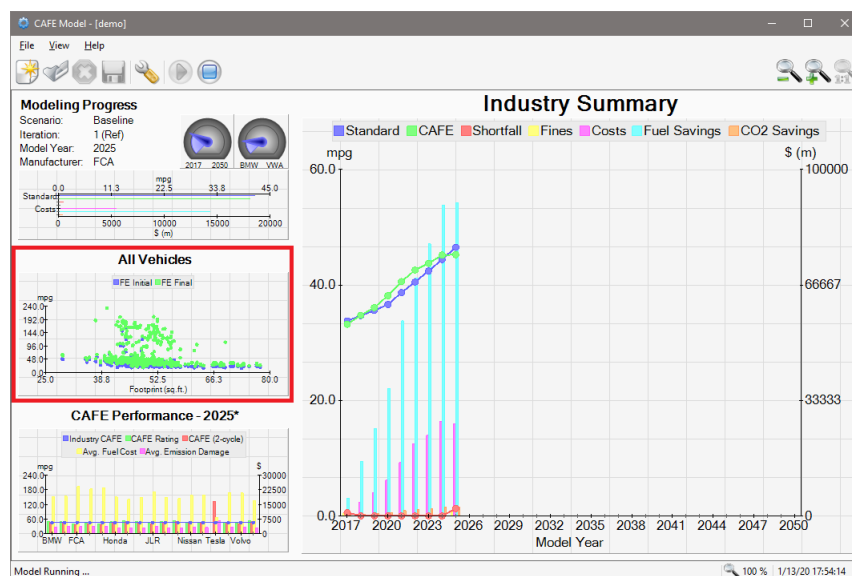 CAFE Model - [demo]
File View Help
Modeling Progress
Scenario: Baseline
Iteration: 1 (Ref)
Model Year: 2025
Manufacturer: FCA
2017 2050 BMW VWA
mpg
0.0 11.3 22.5 33.8 45.0
Standard
Costs
0 5000 10000 15000 20000
$ (m)
All Vehicles
FE Initial FE Final
mpg
240.0
192.0
144.0
96.0
48.0
0.0
25.0 38.8 52.5 66.3 80.0
Footprint (sq.ft.)
CAFE Performance - 2025*
Industry CAFE CAFE Rating CAFE (2-cycle)
Avg. Fuel Cost Avg. Emission Damage
mpg $
240.0 30000
180.0 22500
120.0 15000
60.0 7500
0.0 0
BMW FCA Honda JLR Nissan Tesla Volvo
Industry Summary
Standard CAFE Shortfall Fines Costs Fuel Savings CO2 Savings
mpg $ (m)
60.0 100000
40.0 66667
20.0 33333
0.0 0
2017 2020 2023 2026 2029 2032 2035 2038 2041 2044 2047 2050
Model Year
Model Running ...
100 % 1/13/20 17:54:14